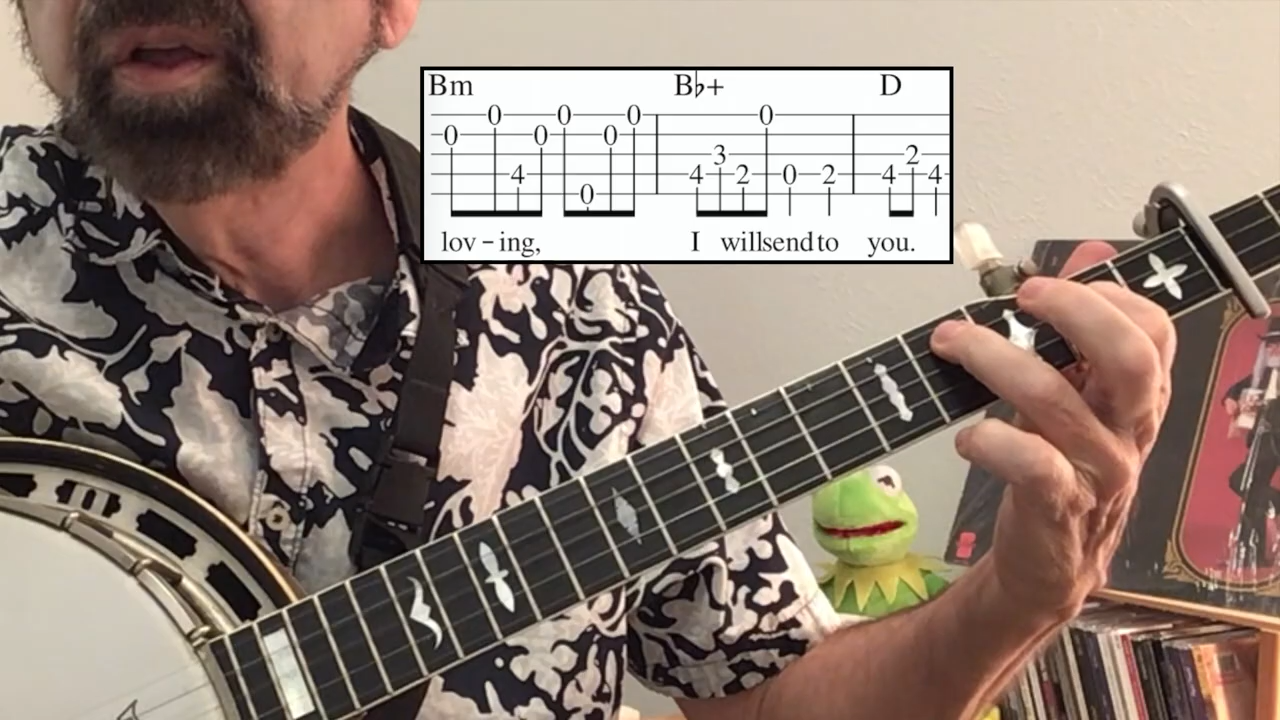 Bm B♭+ D
0 0 0 0
0 0 0
3 2
4 4 2 0 2 4 4
0
lov – ing, I will send to you.